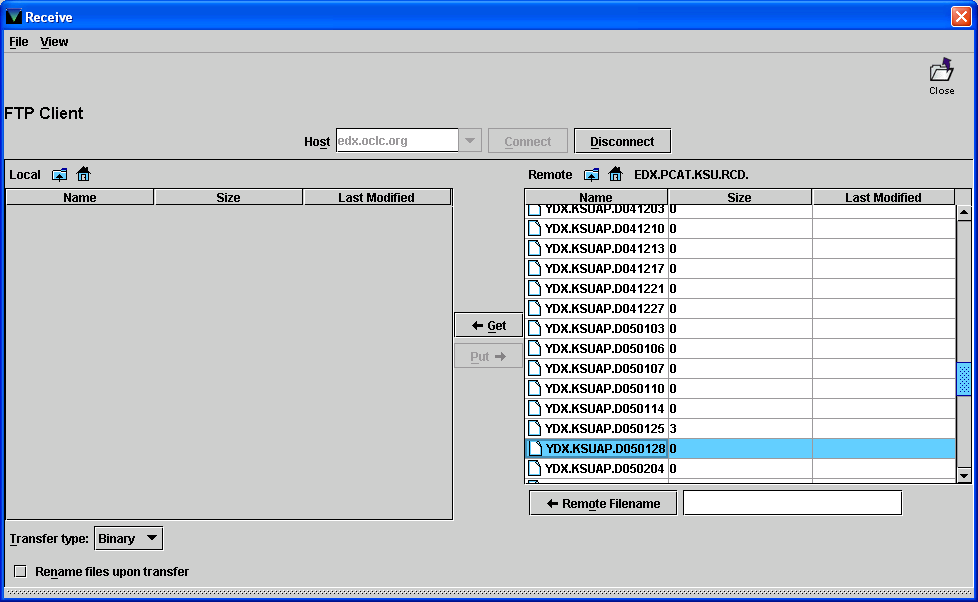 Receive
File View
Close
FTP Client
Host edx.oclc.org Connect Disconnect
Local Remote EDX.PCAT.KSU.RCD.
Name Size Last Modified Name Size Last Modified
YDX.KSUAP.D041203 0
YDX.KSUAP.D041210 0
YDX.KSUAP.D041213 0
YDX.KSUAP.D041217 0
YDX.KSUAP.D041221 0
YDX.KSUAP.D041227 0
Get
YDX.KSUAP.D050103 0
YDX.KSUAP.D050106 0
Put
YDX.KSUAP.D050107 0
YDX.KSUAP.D050110 0
YDX.KSUAP.D050114 0
YDX.KSUAP.D050125 3
YDX.KSUAP.D050128 0
YDX.KSUAP.D050204 0
Remote Filename
Transfer type: Binary
Rename files upon transfer